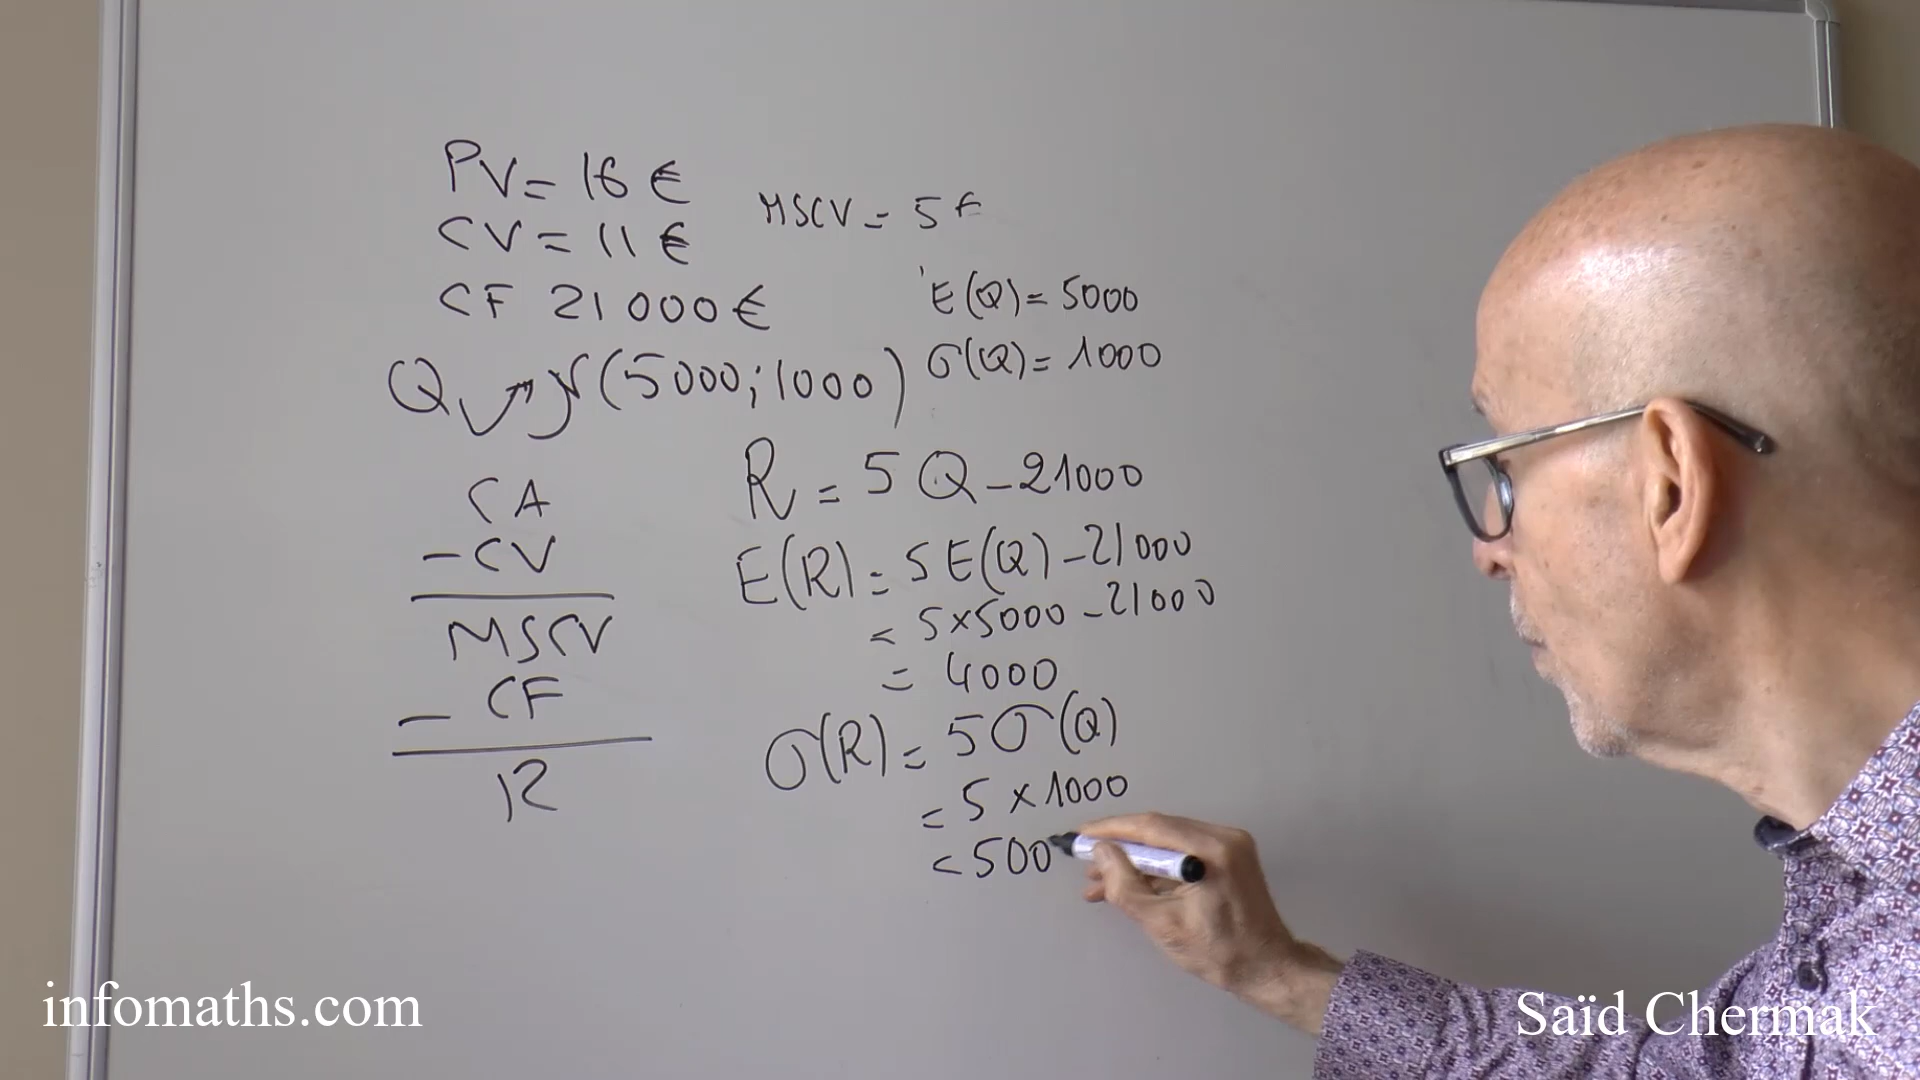 PV = 16 €
CV = 11 €
MSCV = 5 €
CF 21 000 €
E(Q) = 5000
σ(Q) = 1000
Q ↝ N(5000; 1000)
CA
- CV
MSCV
- CF
R
R = 5Q - 21000
E(R) = 5E(Q) - 21000
= 5×5000 - 21000
= 4000
σ(R) = 5σ(Q)
= 5 × 1000
= 500
infomaths.com
Saïd Chermak